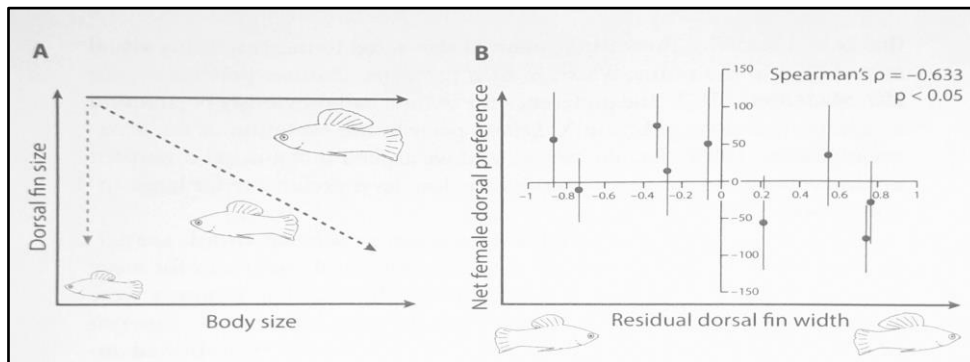 A
Dorsal fin size
Body size
B
Net female dorsal preference
Spearman's ρ = −0.633
p < 0.05
150
100
50
0
−50
−100
−150
−1
−0.8
−0.6
−0.4
−0.2
0
0.2
0.4
0.6
0.8
1
Residual dorsal fin width